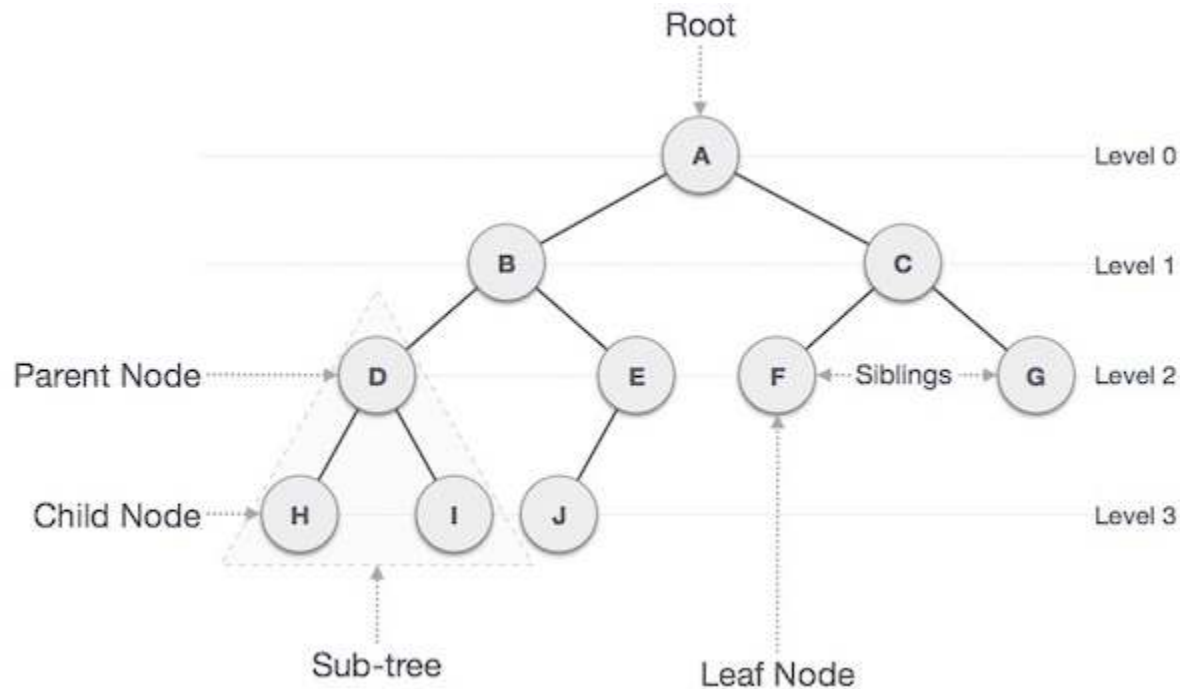 Root
A
Level 0
B
C
Level 1
Parent Node
D
E
F
Siblings
G
Level 2
Child Node
H
I
J
Level 3
Sub-tree
Leaf Node